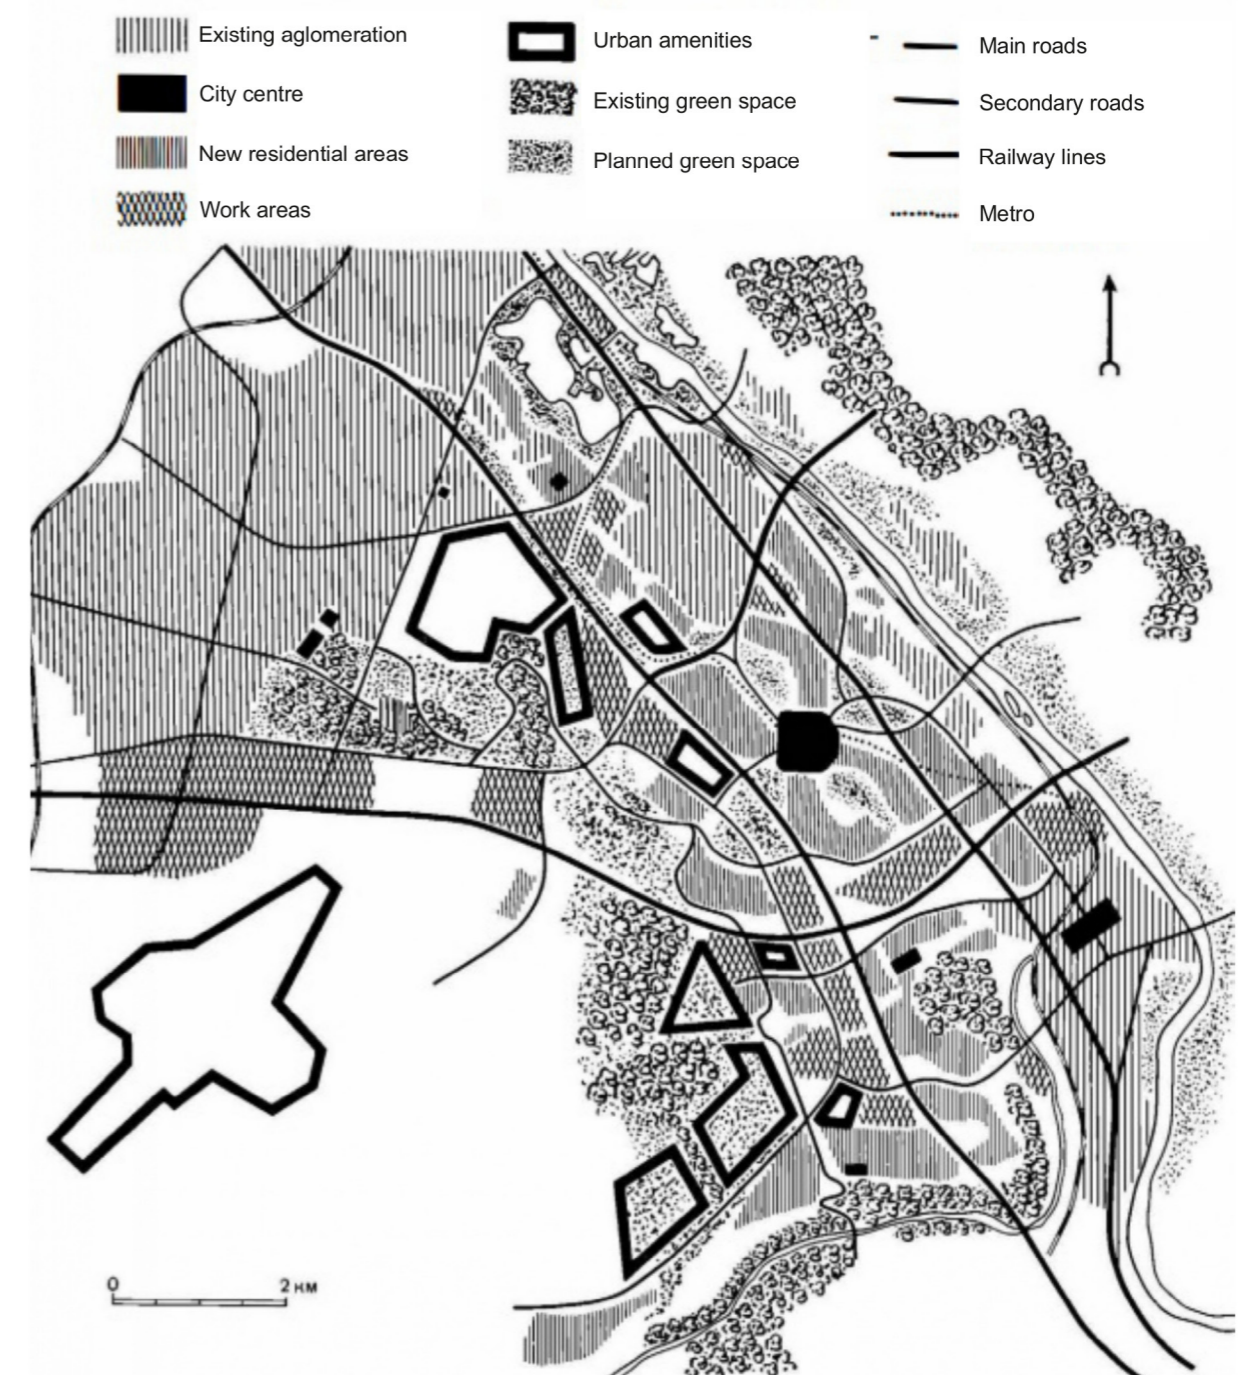 Existing aglomeration
City centre
New residential areas
Work areas
Urban amenities
Existing green space
Planned green space
Main roads
Secondary roads
Railway lines
Metro
0 2 км